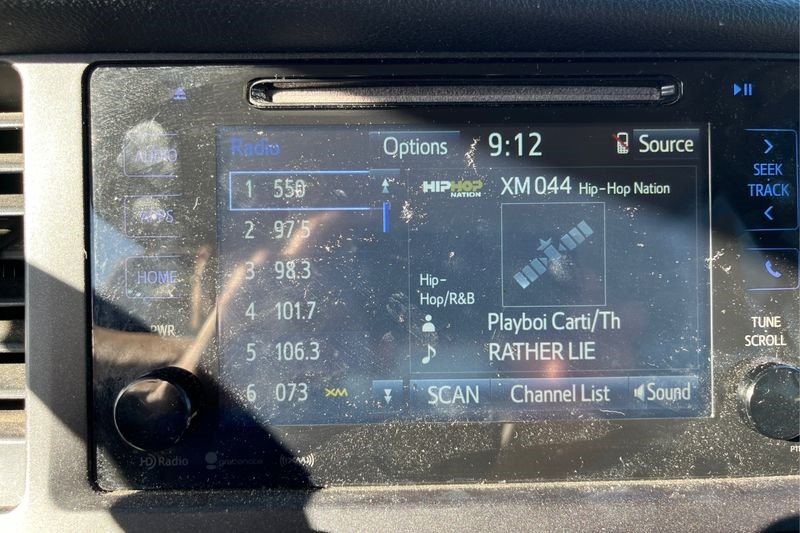 AUDIO
APPS
HOME
PWR
Radio
Options
9:12
Source
1 550
2 97.5
3 98.3
4 101.7
5 106.3
6 073 XM
HIPHOP NATION
XM 044 Hip-Hop Nation
Hip-
Hop/R&B
Playboi Carti/Th
RATHER LIE
SCAN
Channel List
Sound
SEEK
TRACK
TUNE
SCROLL
HD Radio
gracenote